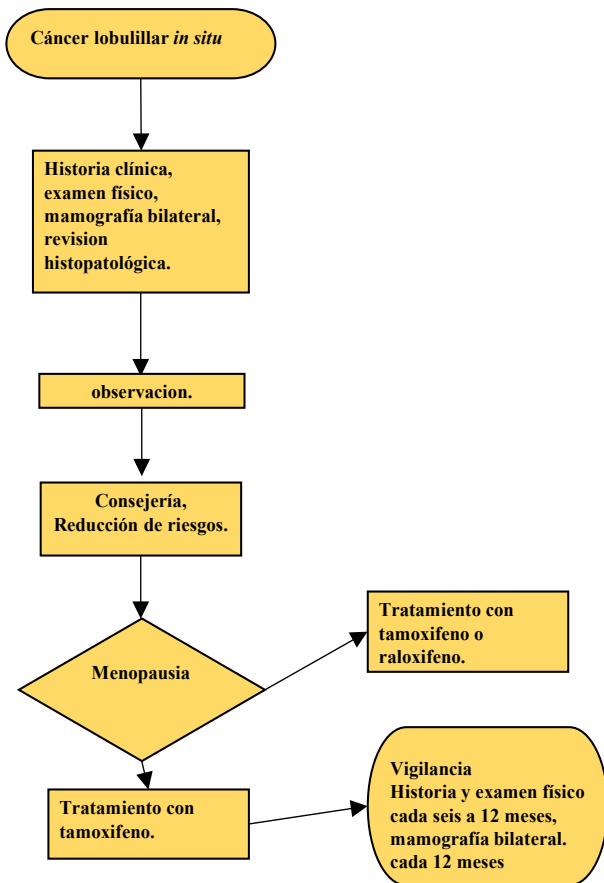 Cáncer lobulillar in situ
Historia clínica,
examen físico,
mamografía bilateral,
revision
histopatológica.
observacion.
Consejería,
Reducción de riesgos.
Menopausia
Tratamiento con
tamoxifeno o
raloxifeno.
Tratamiento con
tamoxifeno.
Vigilancia
Historia y examen físico
cada seis a 12 meses,
mamografía bilateral.
cada 12 meses